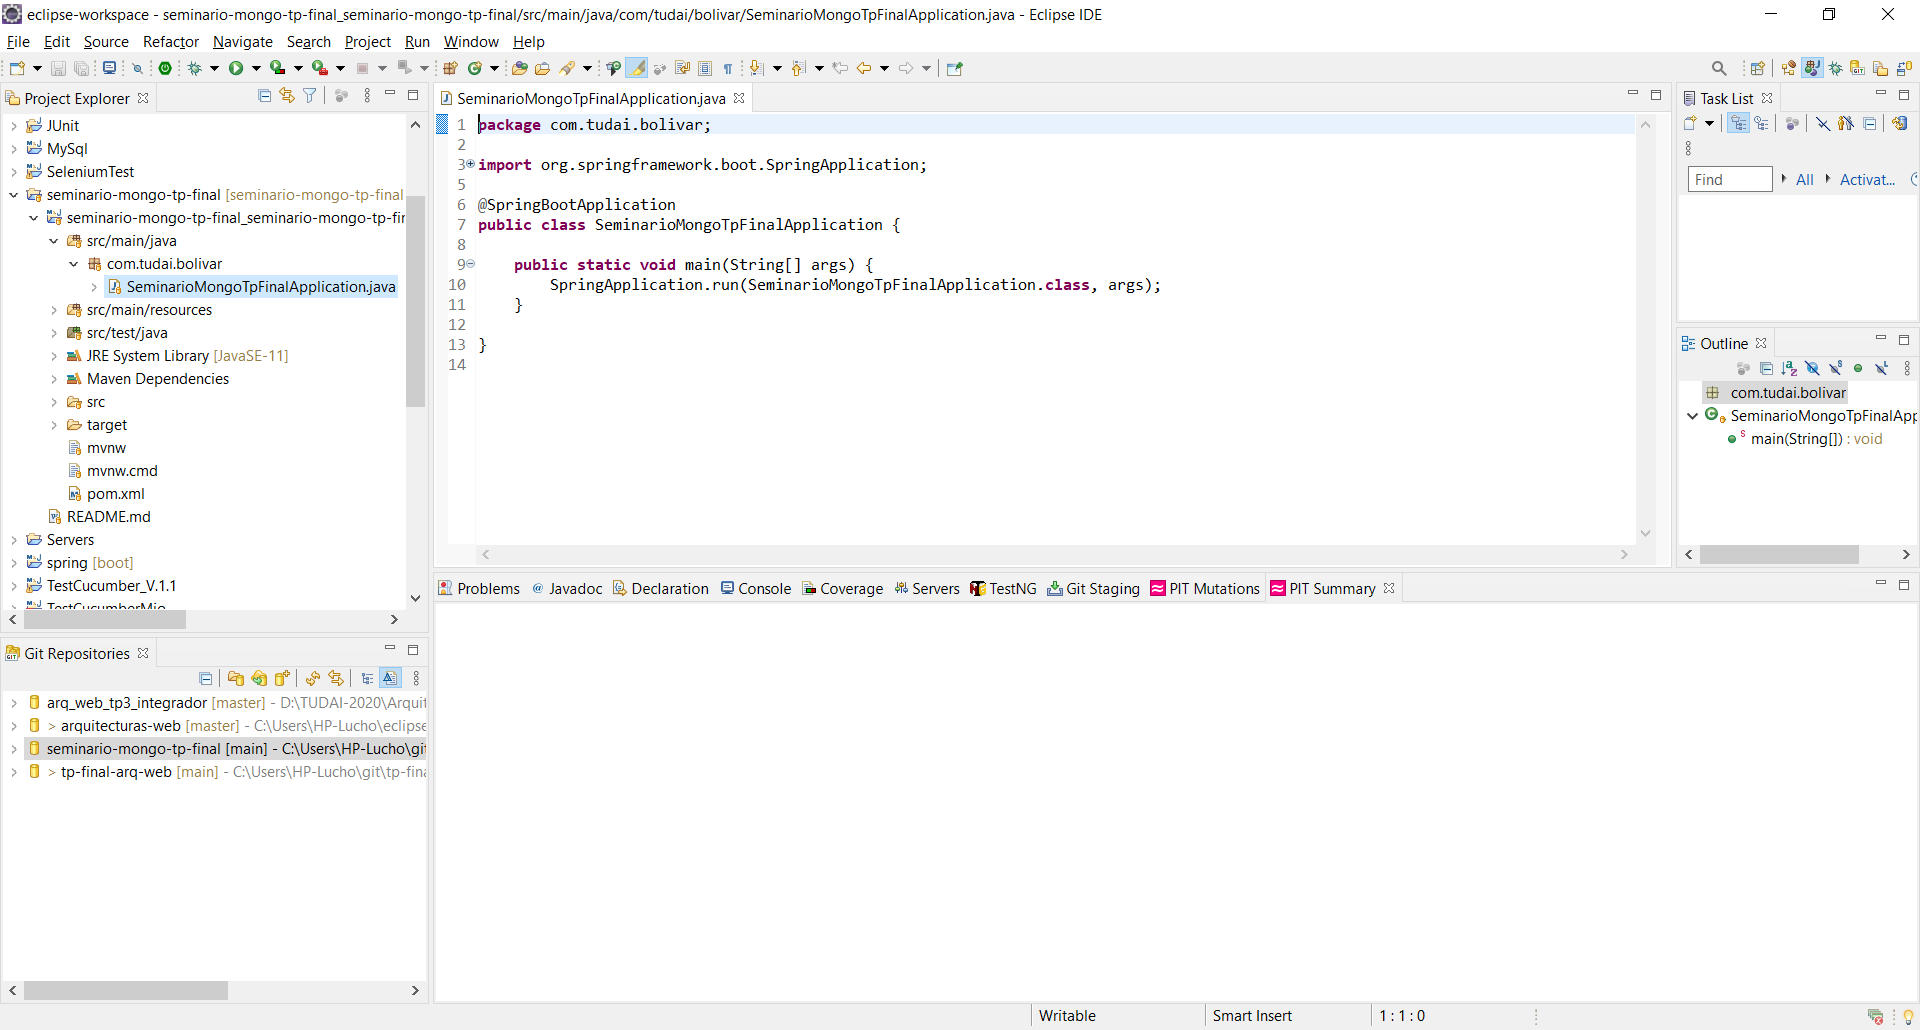 eclipse-workspace - seminario-mongo-tp-final_seminario-mongo-tp-final/src/main/java/com/tudai/bolivar/SeminarioMongoTpFinalApplication.java - Eclipse IDE
File Edit Source Refactor Navigate Search Project Run Window Help
Project Explorer
JUnit
MySql
SeleniumTest
seminario-mongo-tp-final [seminario-mongo-tp-final
seminario-mongo-tp-final_seminario-mongo-tp-fir
src/main/java
com.tudai.bolivar
SeminarioMongoTpFinalApplication.java
src/main/resources
src/test/java
JRE System Library [JavaSE-11]
Maven Dependencies
src
target
mvnw
mvnw.cmd
pom.xml
README.md
Servers
spring [boot]
TestCucumber_V.1.1
TestCucumberMio
Git Repositories
arq_web_tp3_integrador [master] - D:\TUDAI-2020\Arquit
> arquitecturas-web [master] - C:\Users\HP-Lucho\eclipse
seminario-mongo-tp-final [main] - C:\Users\HP-Lucho\git
> tp-final-arq-web [main] - C:\Users\HP-Lucho\git\tp-fina
SeminarioMongoTpFinalApplication.java
1 package com.tudai.bolivar;
2
3 import org.springframework.boot.SpringApplication;
5
6 @SpringBootApplication
7 public class SeminarioMongoTpFinalApplication {
8
9 public static void main(String[] args) {
10 SpringApplication.run(SeminarioMongoTpFinalApplication.class, args);
11 }
12
13 }
14
Problems Javadoc Declaration Console Coverage Servers TestNG Git Staging PIT Mutations PIT Summary
Task List
Find All Activat...
Outline
com.tudai.bolivar
SeminarioMongoTpFinalApp
main(String[]) : void
Writable Smart Insert 1 : 1 : 0